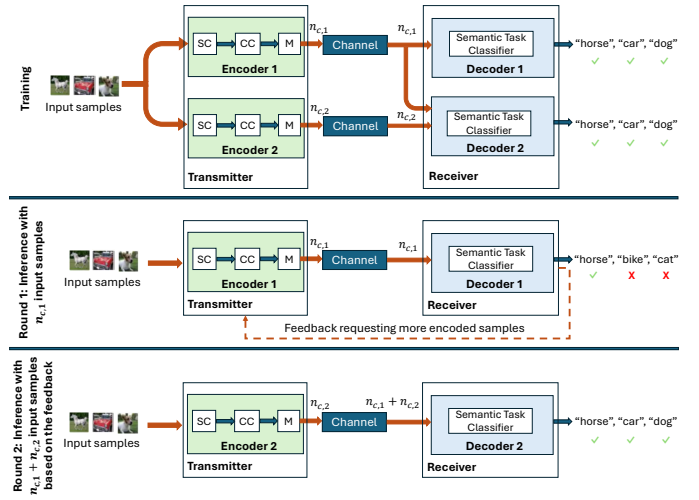 Training
Input samples
SC
CC
M
Encoder 1
SC
CC
M
Encoder 2
Transmitter
n_{c,1}
Channel
n_{c,1}
n_{c,2}
Channel
n_{c,2}
Semantic Task
Classifier
Decoder 1
Semantic Task
Classifier
Decoder 2
Receiver
“horse”, “car”, “dog”
“horse”, “car”, “dog”
Round 1: Inference with
n_{c,1} input samples
Input samples
SC
CC
M
Encoder 1
Transmitter
n_{c,1}
Channel
n_{c,1}
Semantic Task
Classifier
Decoder 1
Receiver
“horse”, “bike”, “cat”
X
X
Feedback requesting more encoded samples
Round 2: Inference with
n_{c,1} + n_{c,2} input samples
based on the feedback
Input samples
SC
CC
M
Encoder 2
Transmitter
n_{c,2}
Channel
n_{c,1} + n_{c,2}
Semantic Task
Classifier
Decoder 2
Receiver
“horse”, “car”, “dog”